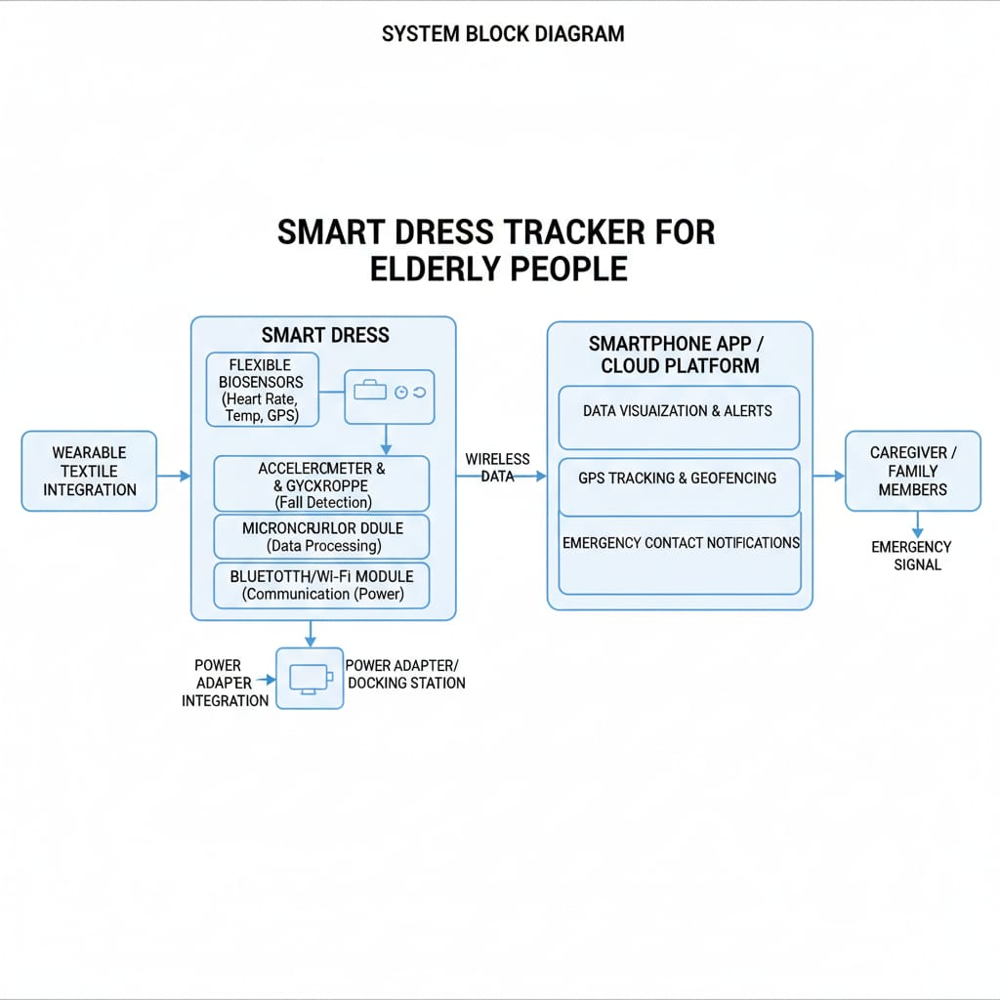 SYSTEM BLOCK DIAGRAM
SMART DRESS TRACKER FOR
ELDERLY PEOPLE
WEARABLE
TEXTILE
INTEGRATION
SMART DRESS
FLEXIBLE
BIOSENSORS
(Heart Rate,
Temp, GPS)
ACCELEROMETER &
& GYCKROPPE
(Fall Detection)
MICRONCRURLOR DDULE
(Data Processing)
BLUETOTTH/WI-Fi MODULE
(Communication (Power)
POWER
ADAPTER
INTEGRATION
POWER ADAPTER/
DOCKING STATION
WIRELESS
DATA
SMARTPHONE APP /
CLOUD PLATFORM
DATA VISUAIZATION & ALERTS
GPS TRACKING & GEOFENCING
EMERGENCY CONTACT NOTIFICATIONS
CAREGIVER /
FAMILY
MEMBERS
EMERGENCY
SIGNAL